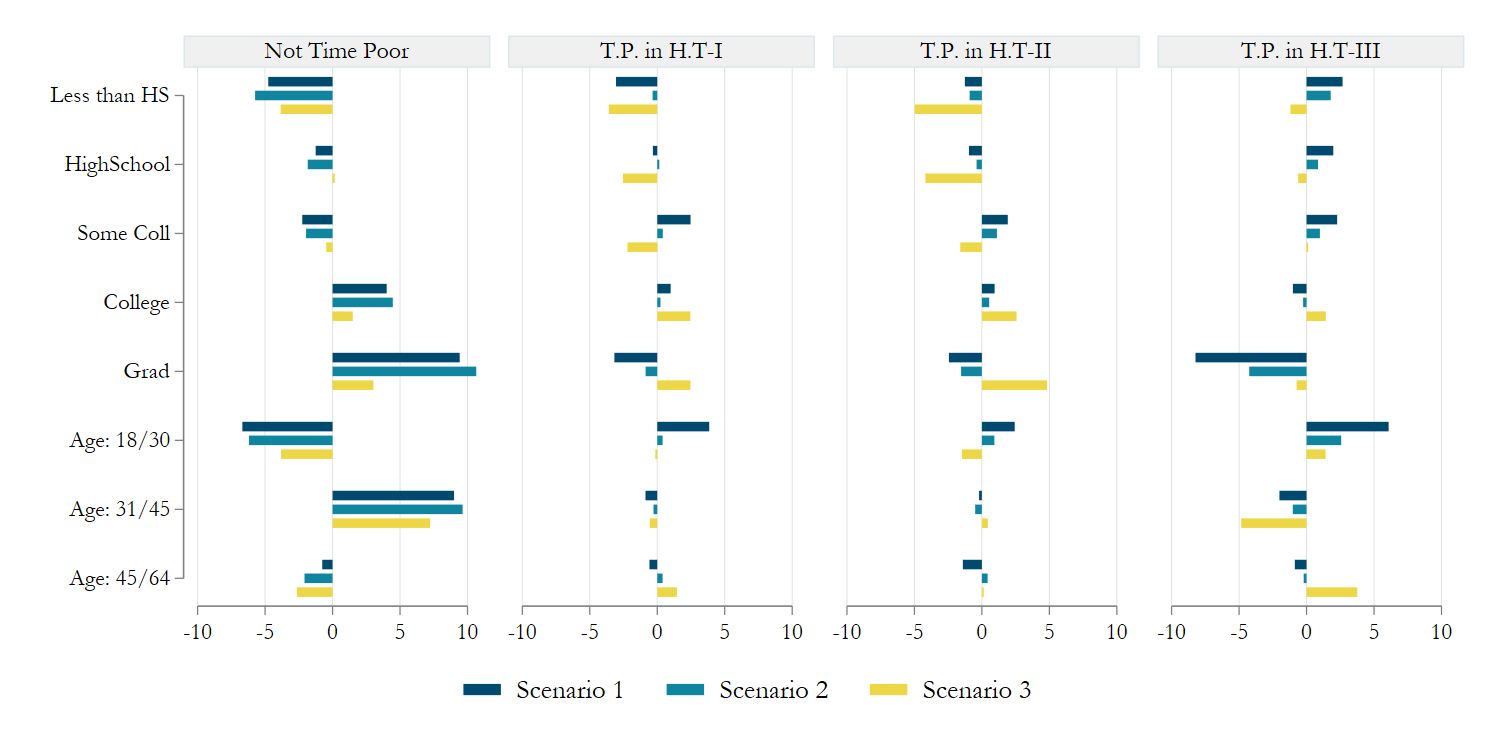 Not Time Poor T.P. in H.T-I T.P. in H.T-II T.P. in H.T-III
Less than HS
HighSchool
Some Coll
College
Grad
Age: 18/30
Age: 31/45
Age: 45/64
-10 -5 0 5 10 -10 -5 0 5 10 -10 -5 0 5 10 -10 -5 0 5 10
Scenario 1 Scenario 2 Scenario 3